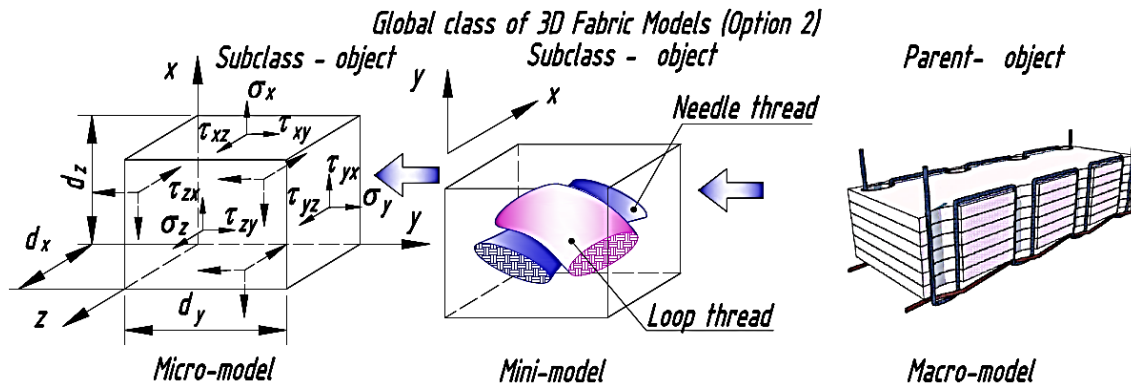 Global class of 3D Fabric Models (Option 2)
Subclass - object
Subclass - object
Parent- object
x
σx
τxz
τxy
dz
τzx
τyx
τyz
σy
σz
τzy
y
dx
z
dy
y
x
Needle thread
Loop thread
Micro-model
Mini-model
Macro-model